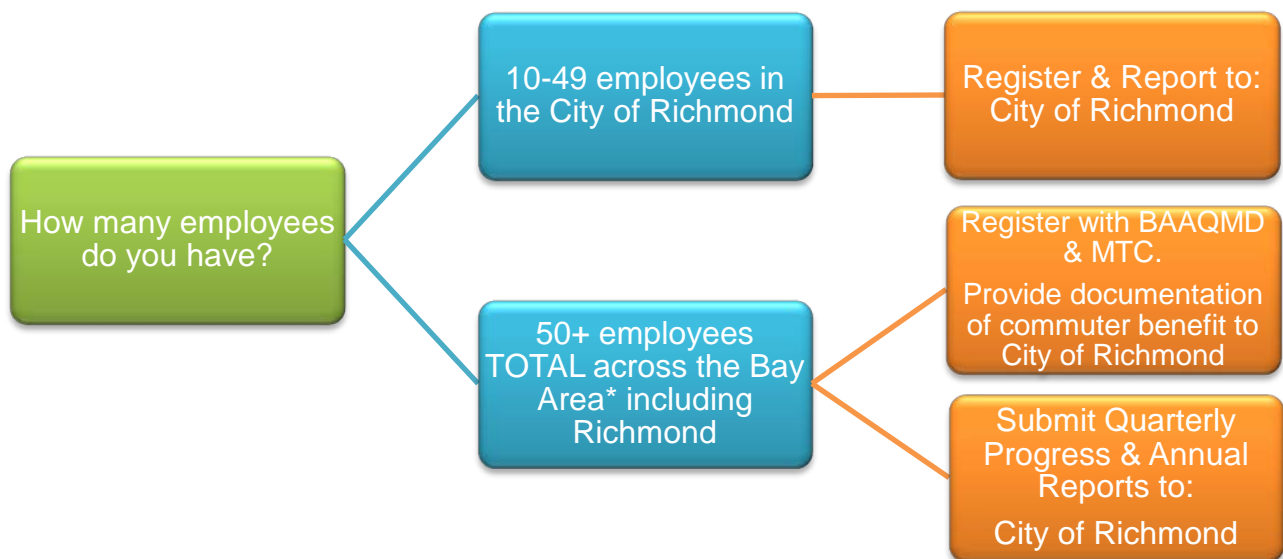 How many employees
do you have?
10-49 employees in
the City of Richmond
Register & Report to:
City of Richmond
50+ employees
TOTAL across the Bay
Area* including
Richmond
Register with BAAQMD
& MTC.
Provide documentation
of commuter benefit to
City of Richmond
Submit Quarterly
Progress & Annual
Reports to:
City of Richmond